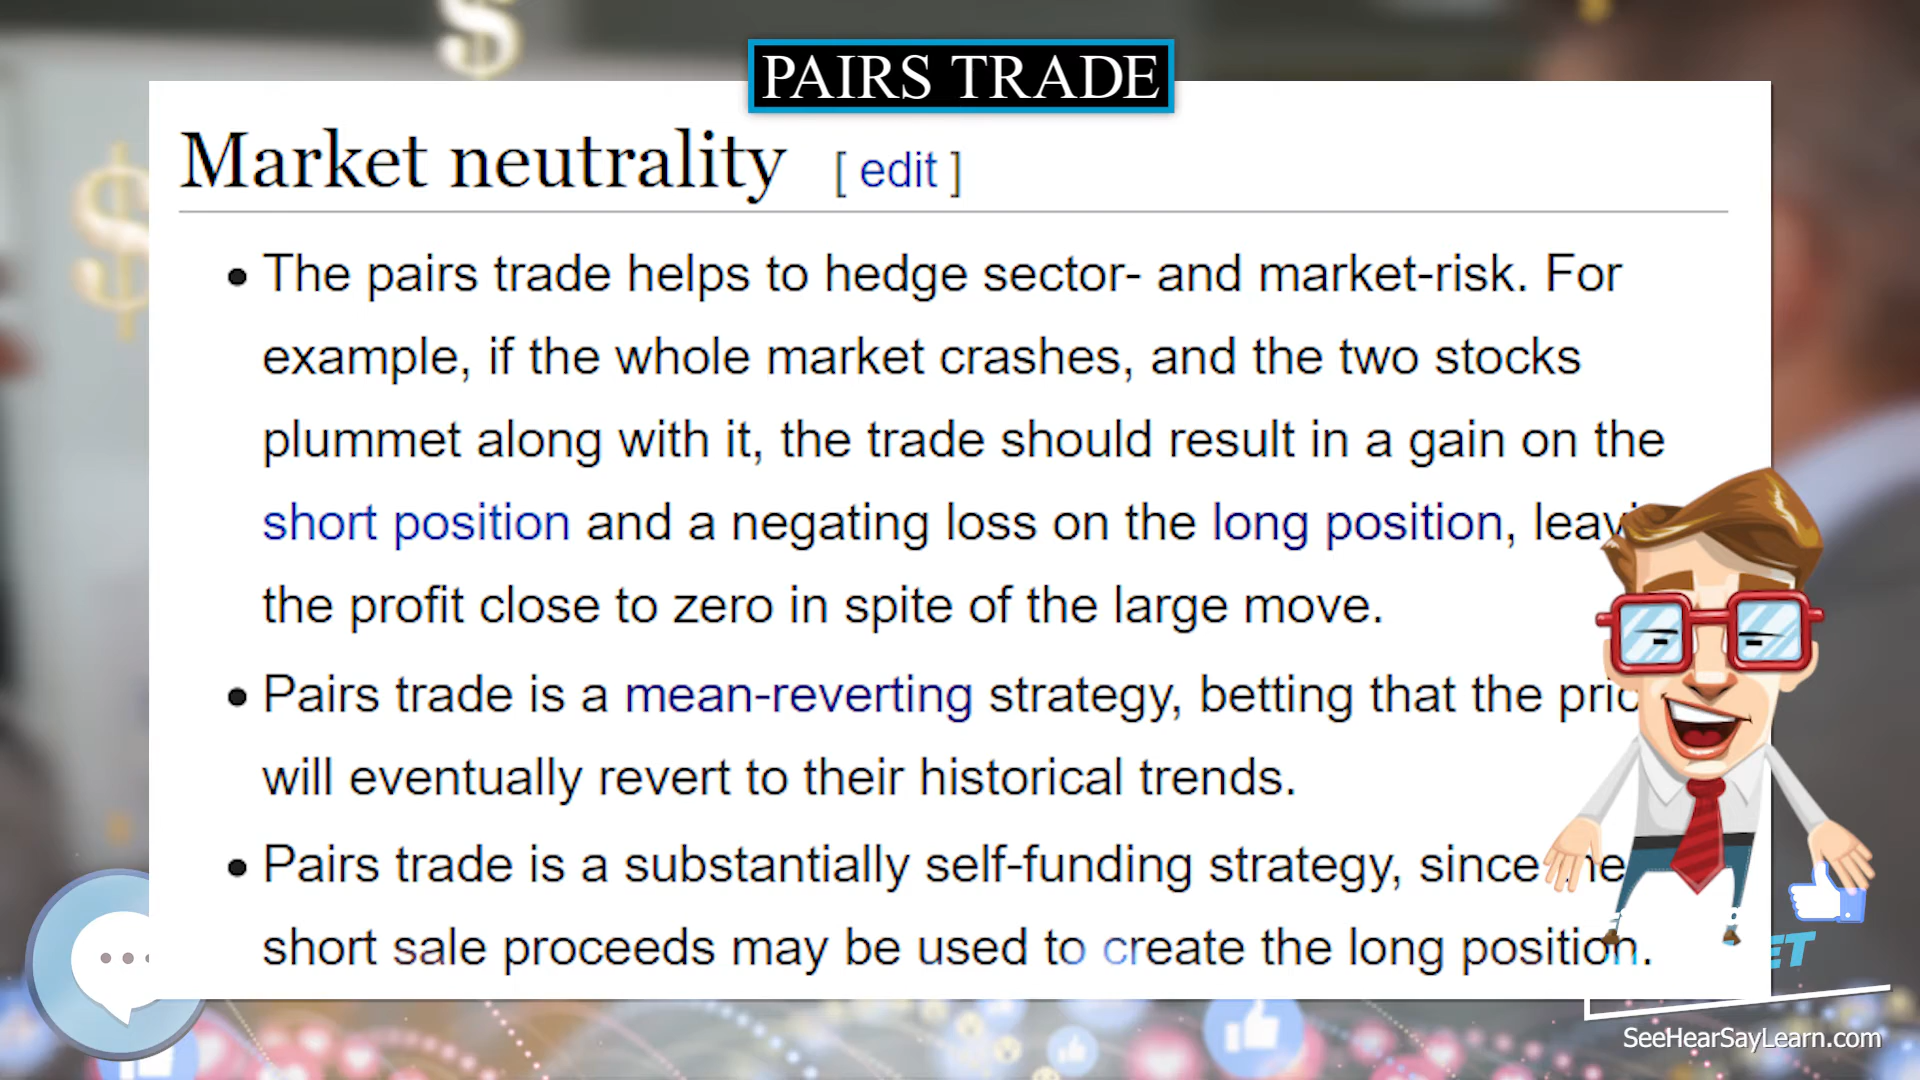 PAIRS TRADE
Market neutrality [ edit ]
• The pairs trade helps to hedge sector- and market-risk. For
example, if the whole market crashes, and the two stocks
plummet along with it, the trade should result in a gain on the
short position and a negating loss on the long position,
the profit close to zero in spite of the large move.
• Pairs trade is a mean-reverting strategy, betting that the
will eventually revert to their historical trends.
• Pairs trade is a substantially self-funding strategy, since
short sale proceeds may be used to create the long position.
SeeHearSayLearn.com